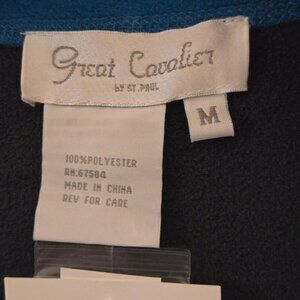 Great Cavalier
BY ST. PAUL
M
100%POLYESTER
RN:67584
MADE IN CHINA
REV FOR CARE